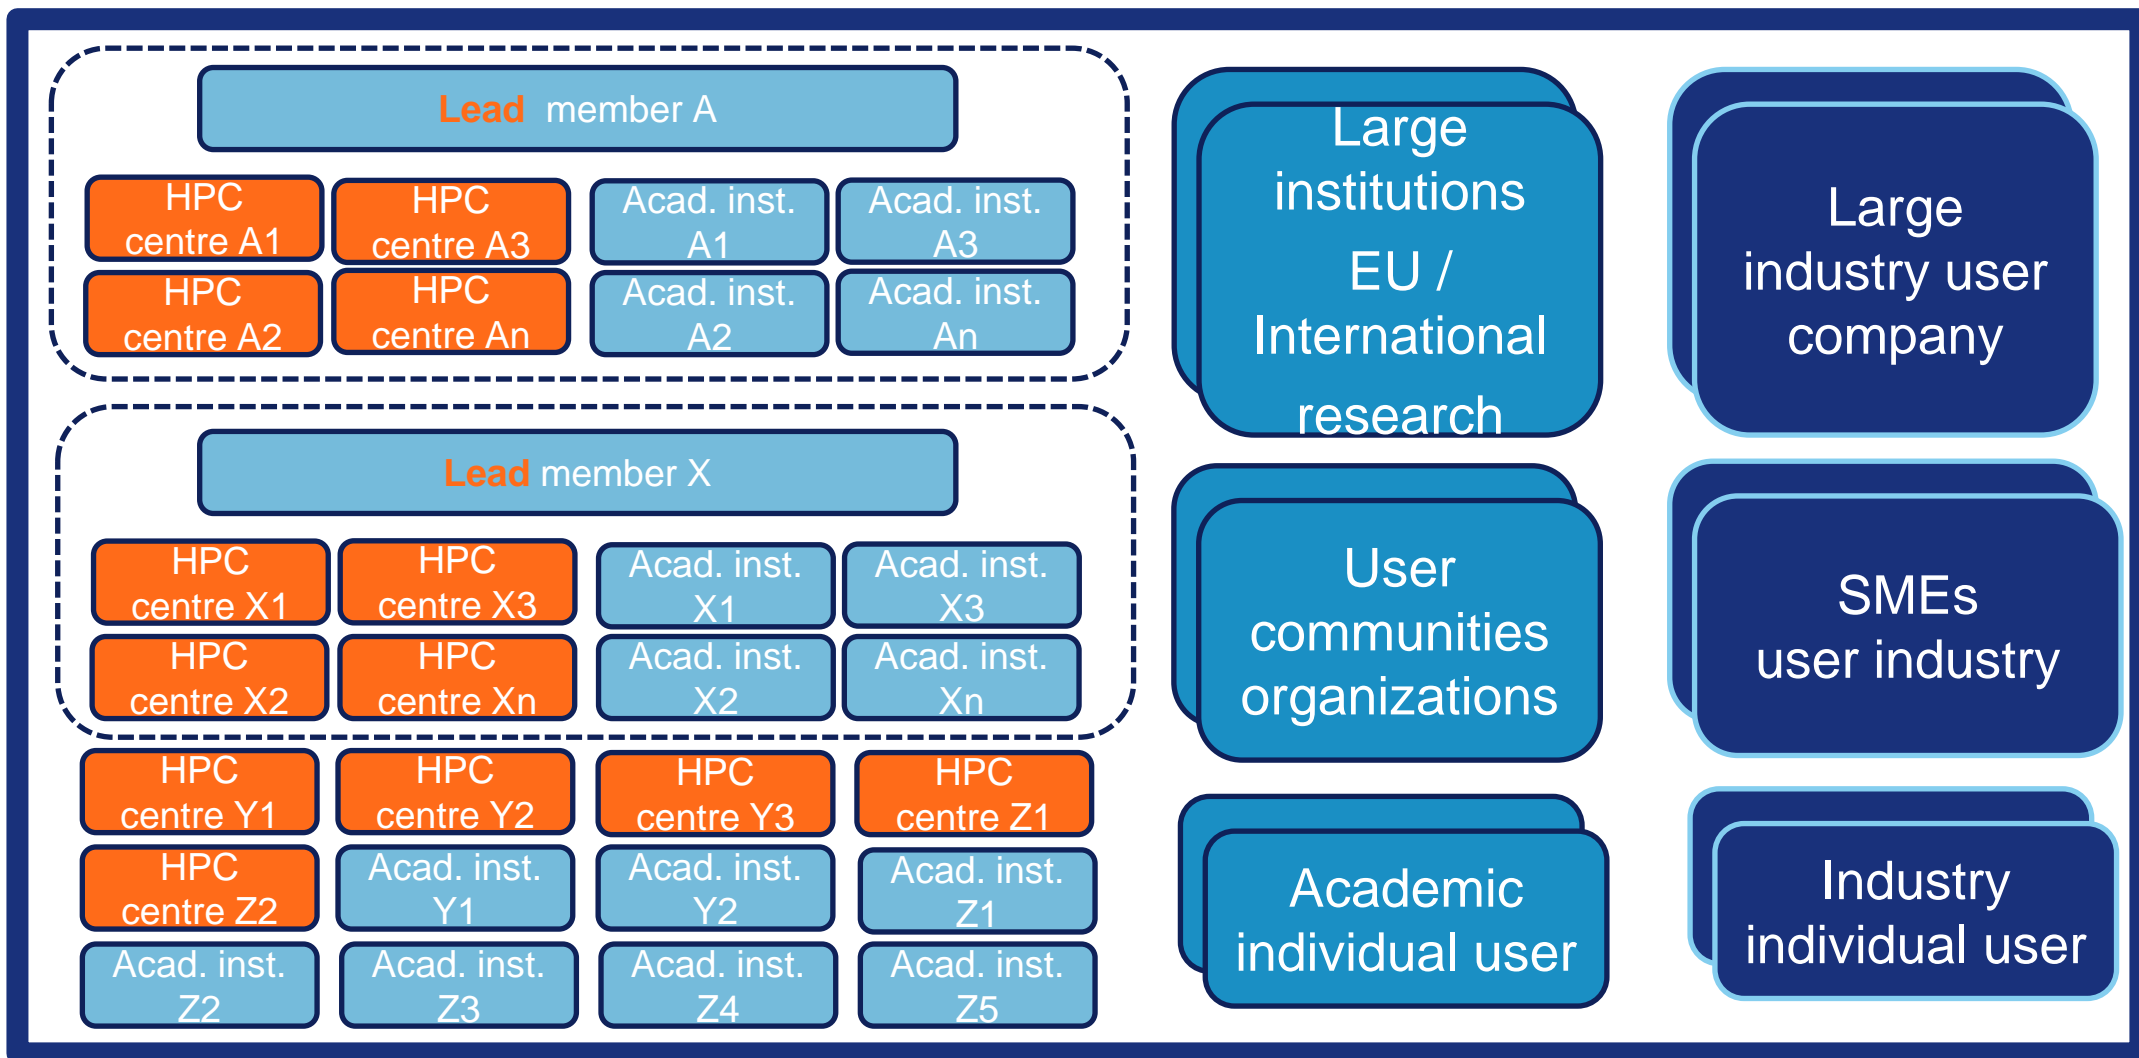 Lead member A
HPC
centre A1
HPC
centre A3
Acad. inst.
A1
Acad. inst.
A3
HPC
centre A2
HPC
centre An
Acad. inst.
A2
Acad. inst.
An
Lead member X
HPC
centre X1
HPC
centre X3
Acad. inst.
X1
Acad. inst.
X3
HPC
centre X2
HPC
centre Xn
Acad. inst.
X2
Acad. inst.
Xn
HPC
centre Y1
HPC
centre Y2
HPC
centre Y3
HPC
centre Z1
HPC
centre Z2
Acad. inst.
Y1
Acad. inst.
Y2
Acad. inst.
Z1
Acad. inst.
Z2
Acad. inst.
Z3
Acad. inst.
Z4
Acad. inst.
Z5
Large
institutions
EU /
International
research
User
communities
organizations
Academic
individual user
Large
industry user
company
SMEs
user industry
Industry
individual user